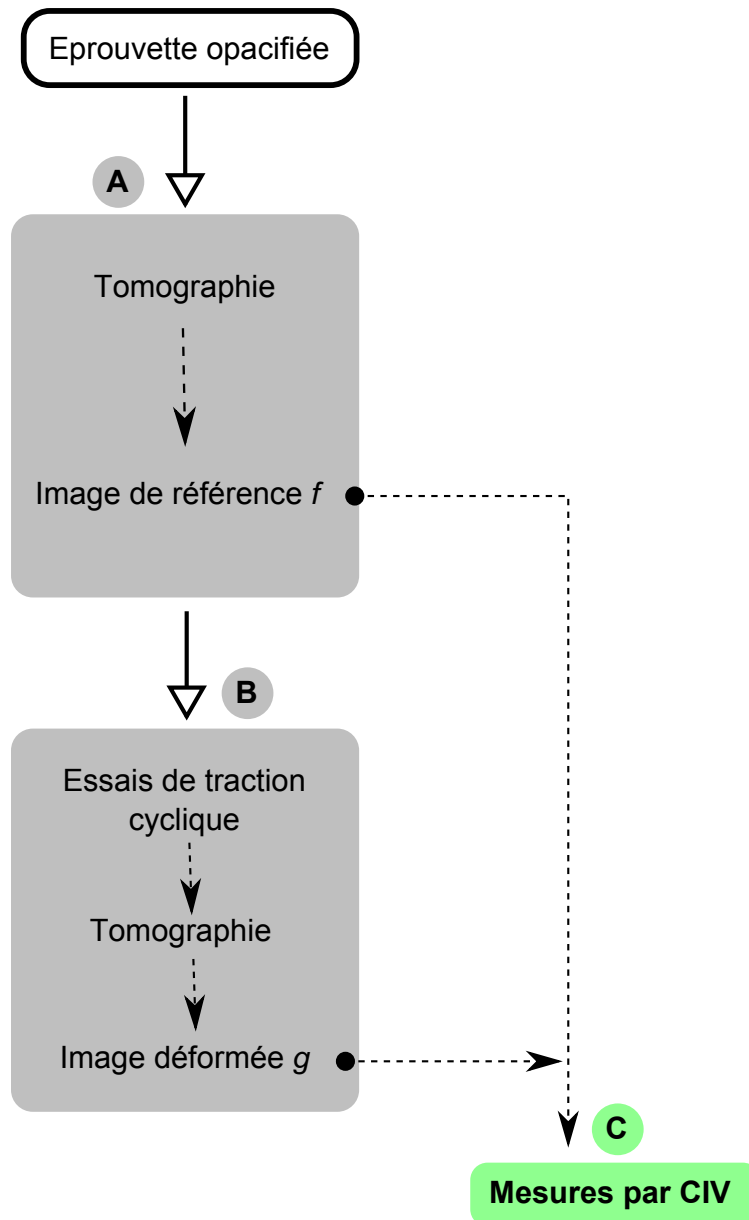 Eprouvette opacifiée
A
Tomographie
Image de référence f
B
Essais de traction
cyclique
Tomographie
Image déformée g
C
Mesures par CIV